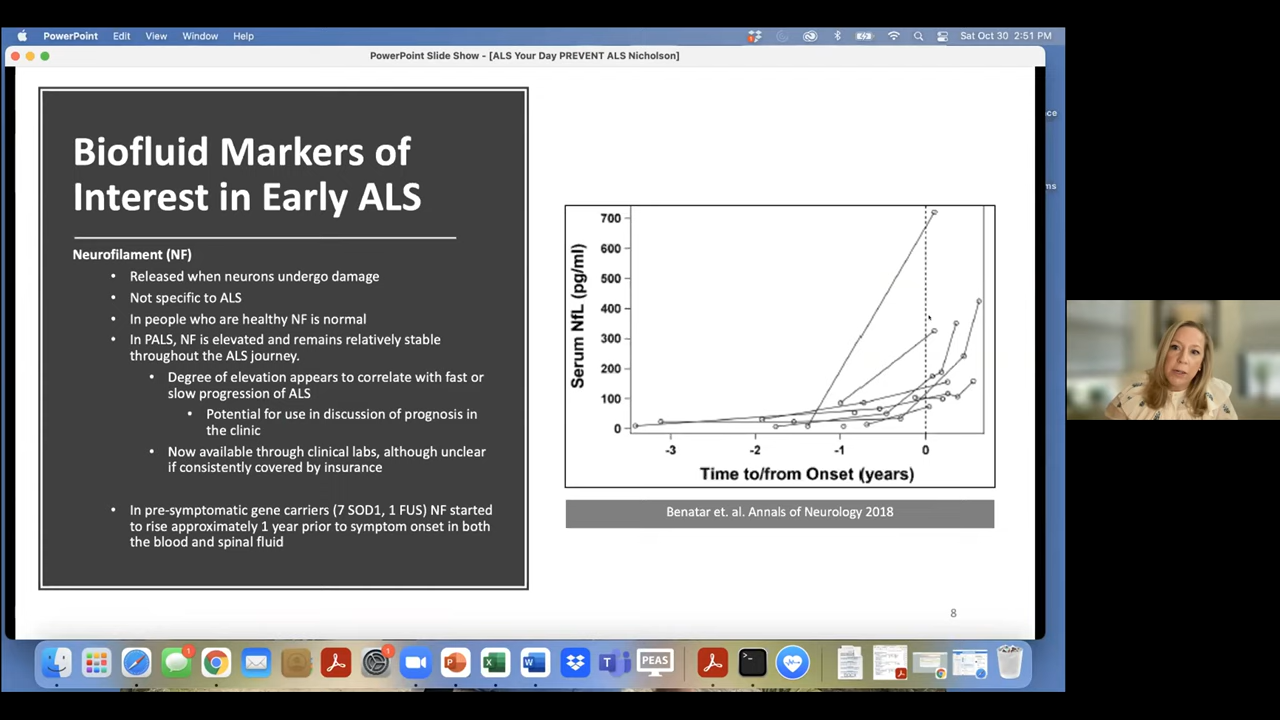 PowerPoint Edit View Window Help
Sat Oct 30 2:51 PM
PowerPoint Slide Show - [ALS Your Day PREVENT ALS Nicholson]
Biofluid Markers of
Interest in Early ALS
Neurofilament (NF)
• Released when neurons undergo damage
• Not specific to ALS
• In people who are healthy NF is normal
• In PALS, NF is elevated and remains relatively stable
throughout the ALS journey.
• Degree of elevation appears to correlate with fast or
slow progression of ALS
• Potential for use in discussion of prognosis in
the clinic
• Now available through clinical labs, although unclear
if consistently covered by insurance
• In pre-symptomatic gene carriers (7 SOD1, 1 FUS) NF started
to rise approximately 1 year prior to symptom onset in both
the blood and spinal fluid
Serum NfL (pg/ml)
700
600
500
400
300
200
100
0
-3 -2 -1 0
Time to/from Onset (years)
Benatar et. al. Annals of Neurology 2018
8
nce
ms
1
1
PEAS